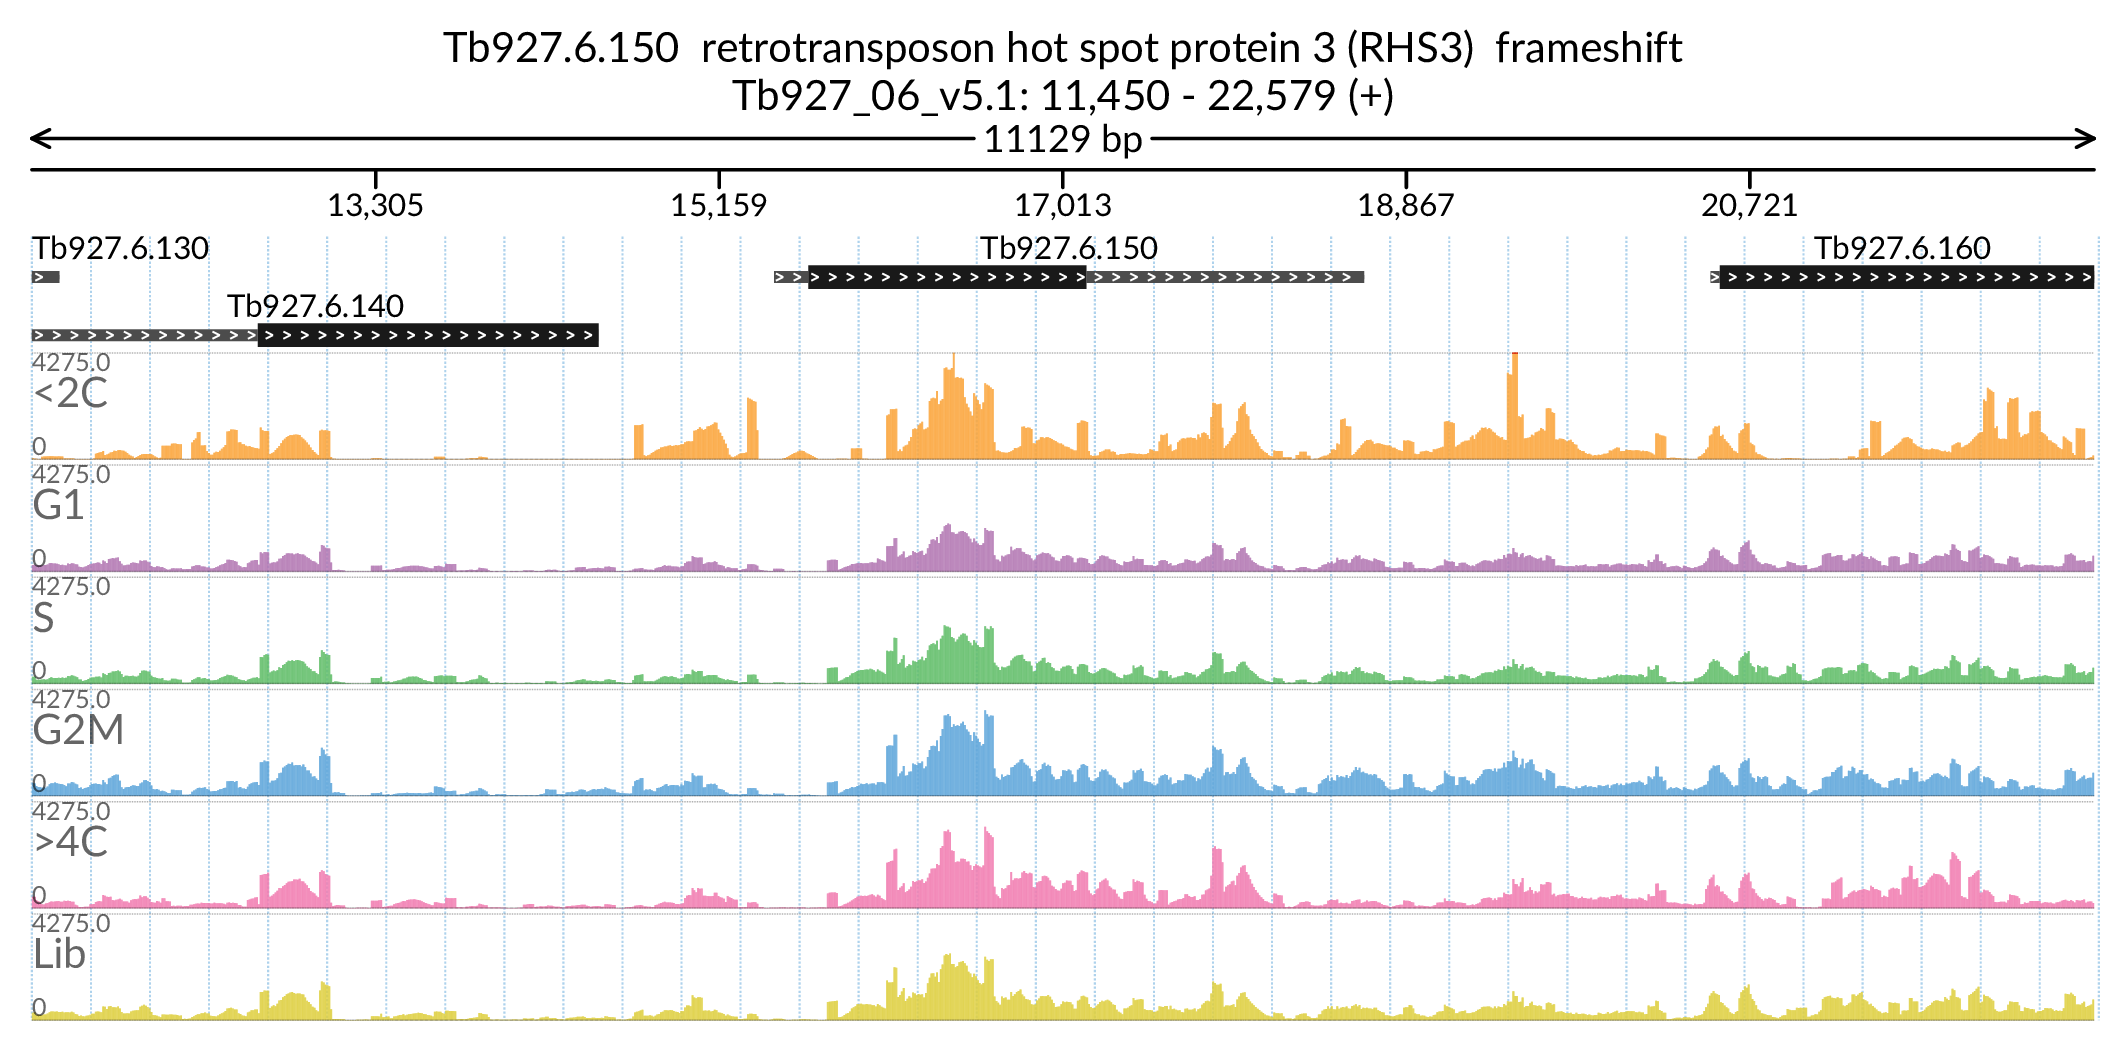 Tb927.6.150  retrotransposon hot spot protein 3 (RHS3)  frameshift
Tb927_06_v5.1: 11,450 - 22,579 (+)
11129 bp
13,305 15,159 17,013 18,867 20,721
Tb927.6.130 Tb927.6.150 Tb927.6.160
Tb927.6.140
4275.0
<2C
0
4275.0
G1
0
4275.0
S
0
4275.0
G2M
0
4275.0
>4C
0
4275.0
Lib
0